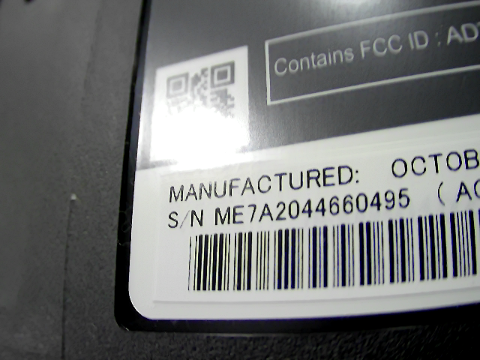 Contains FCC ID : AD
MANUFACTURED: OCTOB
S/N ME7A2044660495 ( AC